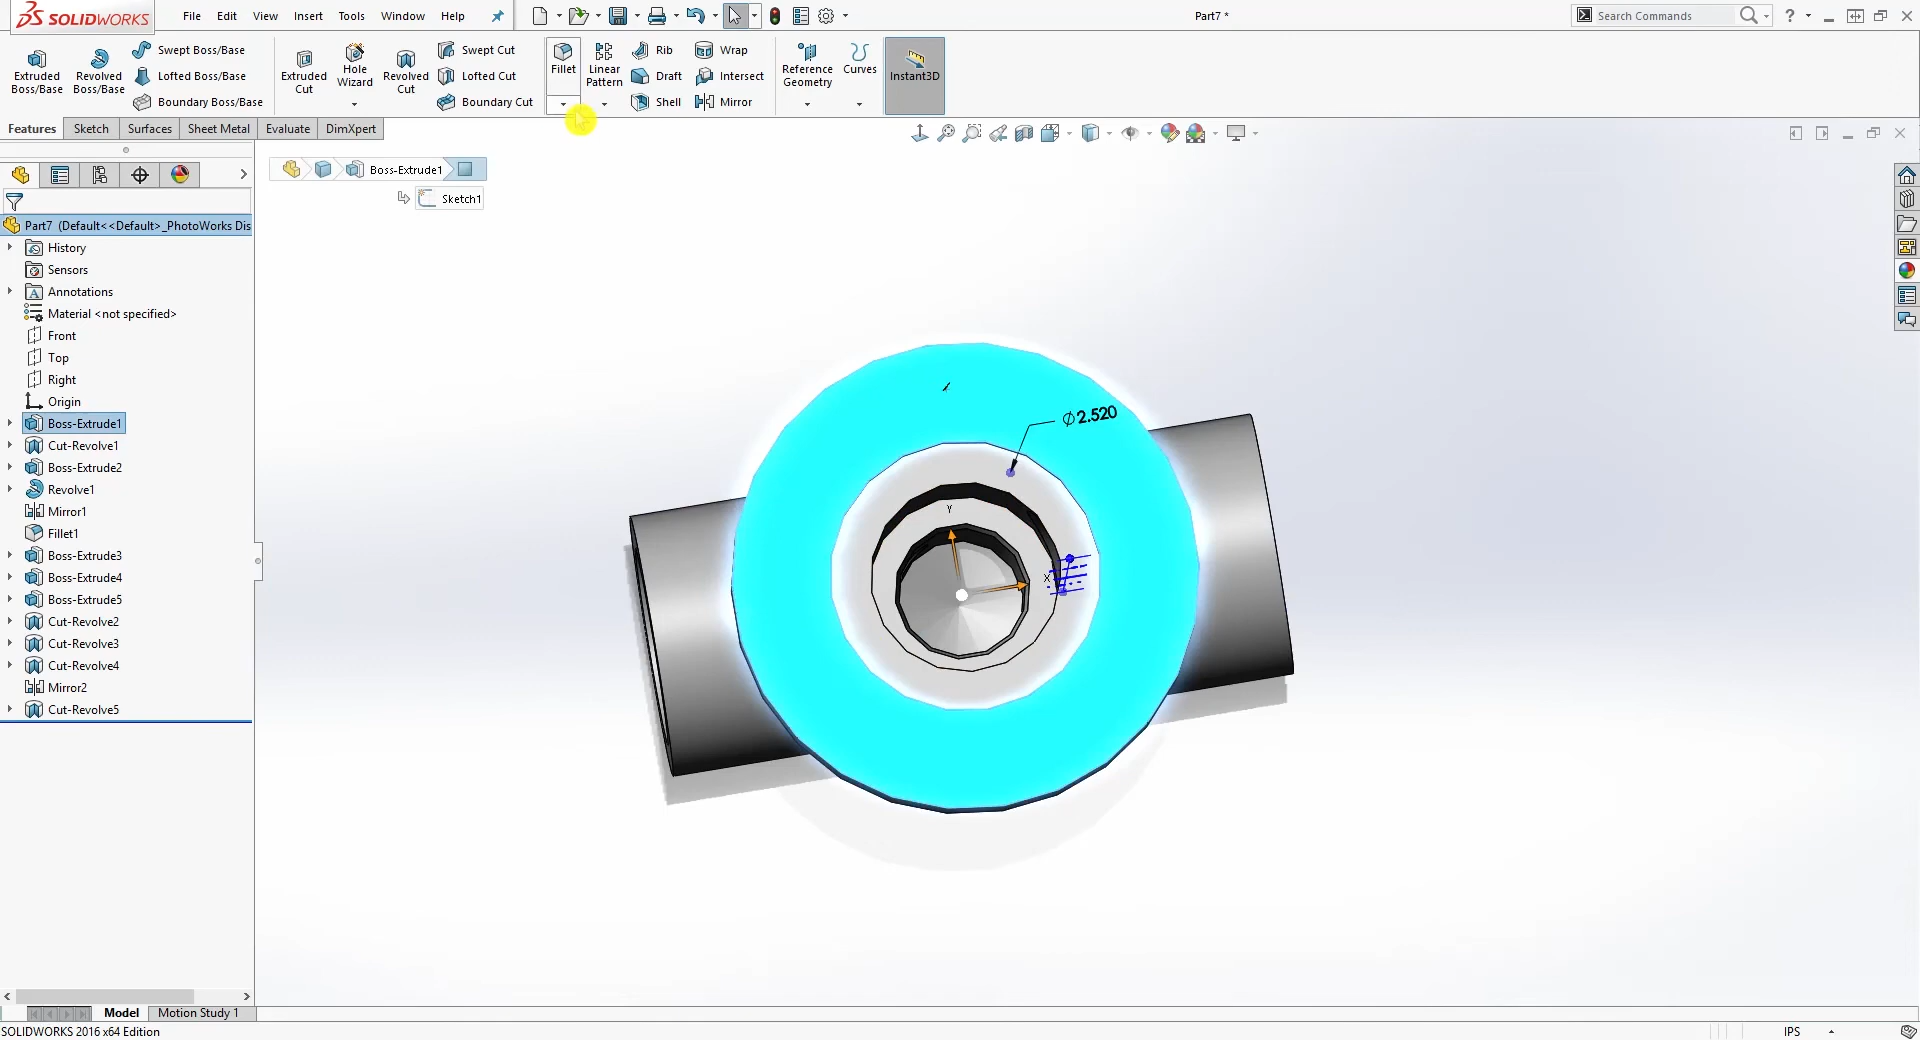 SOLIDWORKS
File Edit View Insert Tools Window Help
Part7 *
Search Commands
?
Extruded Boss/Base
Revolved Boss/Base
Swept Boss/Base
Lofted Boss/Base
Boundary Boss/Base
Extruded Cut
Hole Wizard
Revolved Cut
Swept Cut
Lofted Cut
Boundary Cut
Fillet
Linear Pattern
Rib
Draft
Shell
Wrap
Intersect
Mirror
Reference Geometry
Curves
Instant3D
Features Sketch Surfaces Sheet Metal Evaluate DimXpert
Boss-Extrude1
Sketch1
Part7 (Default<<Default>_PhotoWorks Dis
History
Sensors
Annotations
Material <not specified>
Front
Top
Right
Origin
Boss-Extrude1
Cut-Revolve1
Boss-Extrude2
Revolve1
Mirror1
Fillet1
Boss-Extrude3
Boss-Extrude4
Boss-Extrude5
Cut-Revolve2
Cut-Revolve3
Cut-Revolve4
Mirror2
Cut-Revolve5
∅2.520
Y
X
Model Motion Study 1
SOLIDWORKS 2016 x64 Edition
IPS